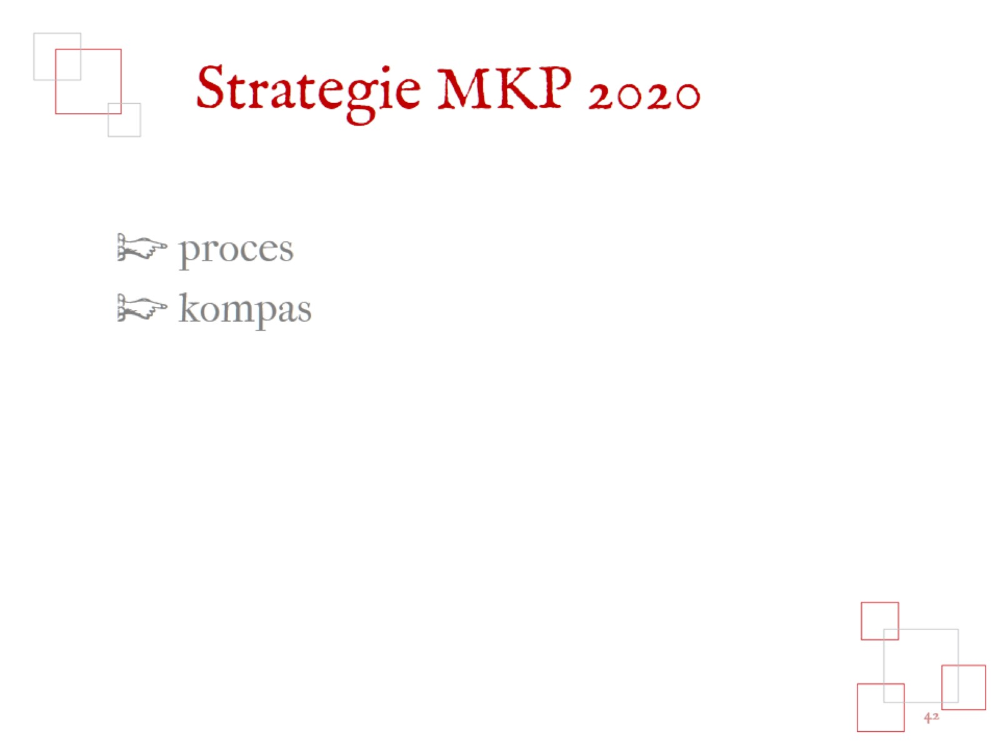 Strategie MKP 2020
☞ proces
☞ kompas
42